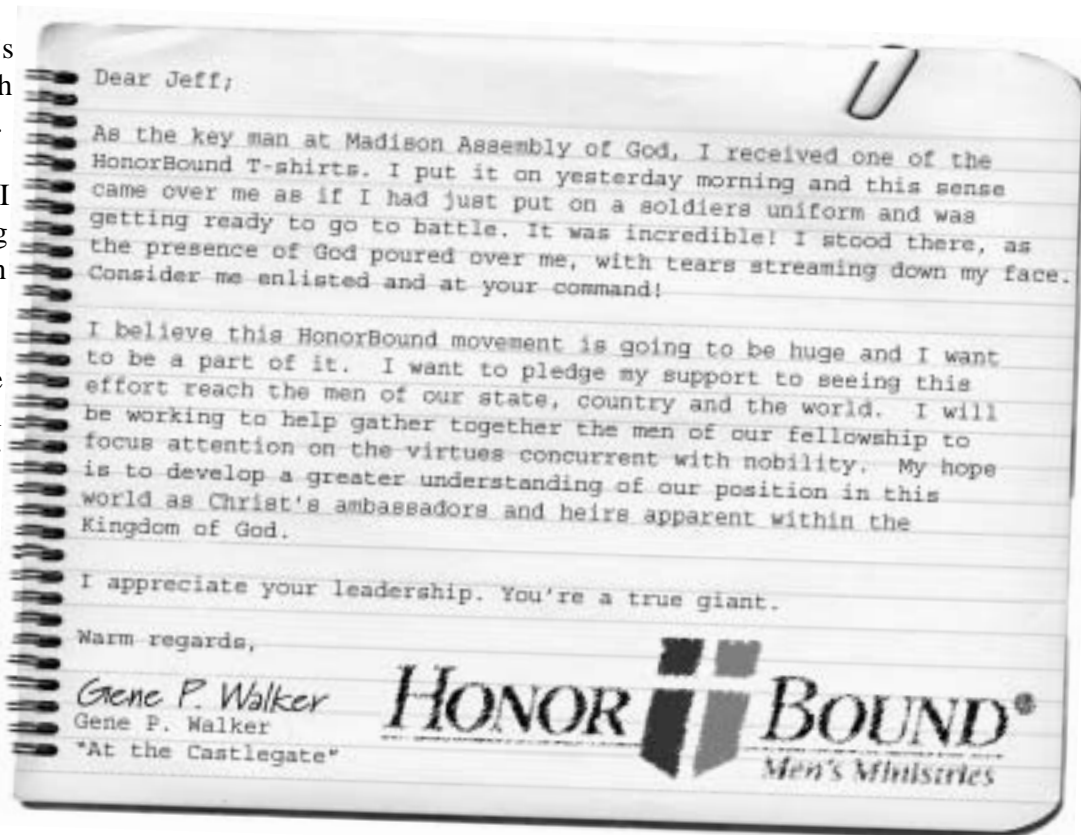 s
h
.
I
g
n
e
Dear Jeff;
As the key man at Madison Assembly of God, I received one of the
HonorBound T-shirts. I put it on yesterday morning and this sense
came over me as if I had just put on a soldiers uniform and was
getting ready to go to battle. It was incredible! I stood there, as
the presence of God poured over me, with tears streaming down my face.
Consider me enlisted and at your command!
I believe this HonorBound movement is going to be huge and I want
to be a part of it. I want to pledge my support to seeing this
effort reach the men of our state, country and the world. I will
be working to help gather together the men of our fellowship to
focus attention on the virtues concurrent with nobility. My hope
is to develop a greater understanding of our position in this
world as Christ's ambassadors and heirs apparent within the
Kingdom of God.
I appreciate your leadership. You're a true giant.
Warm regards,
Gene P. Walker
Gene P. Walker
"At the Castlegate"
HONOR BOUND®
Men's Ministries